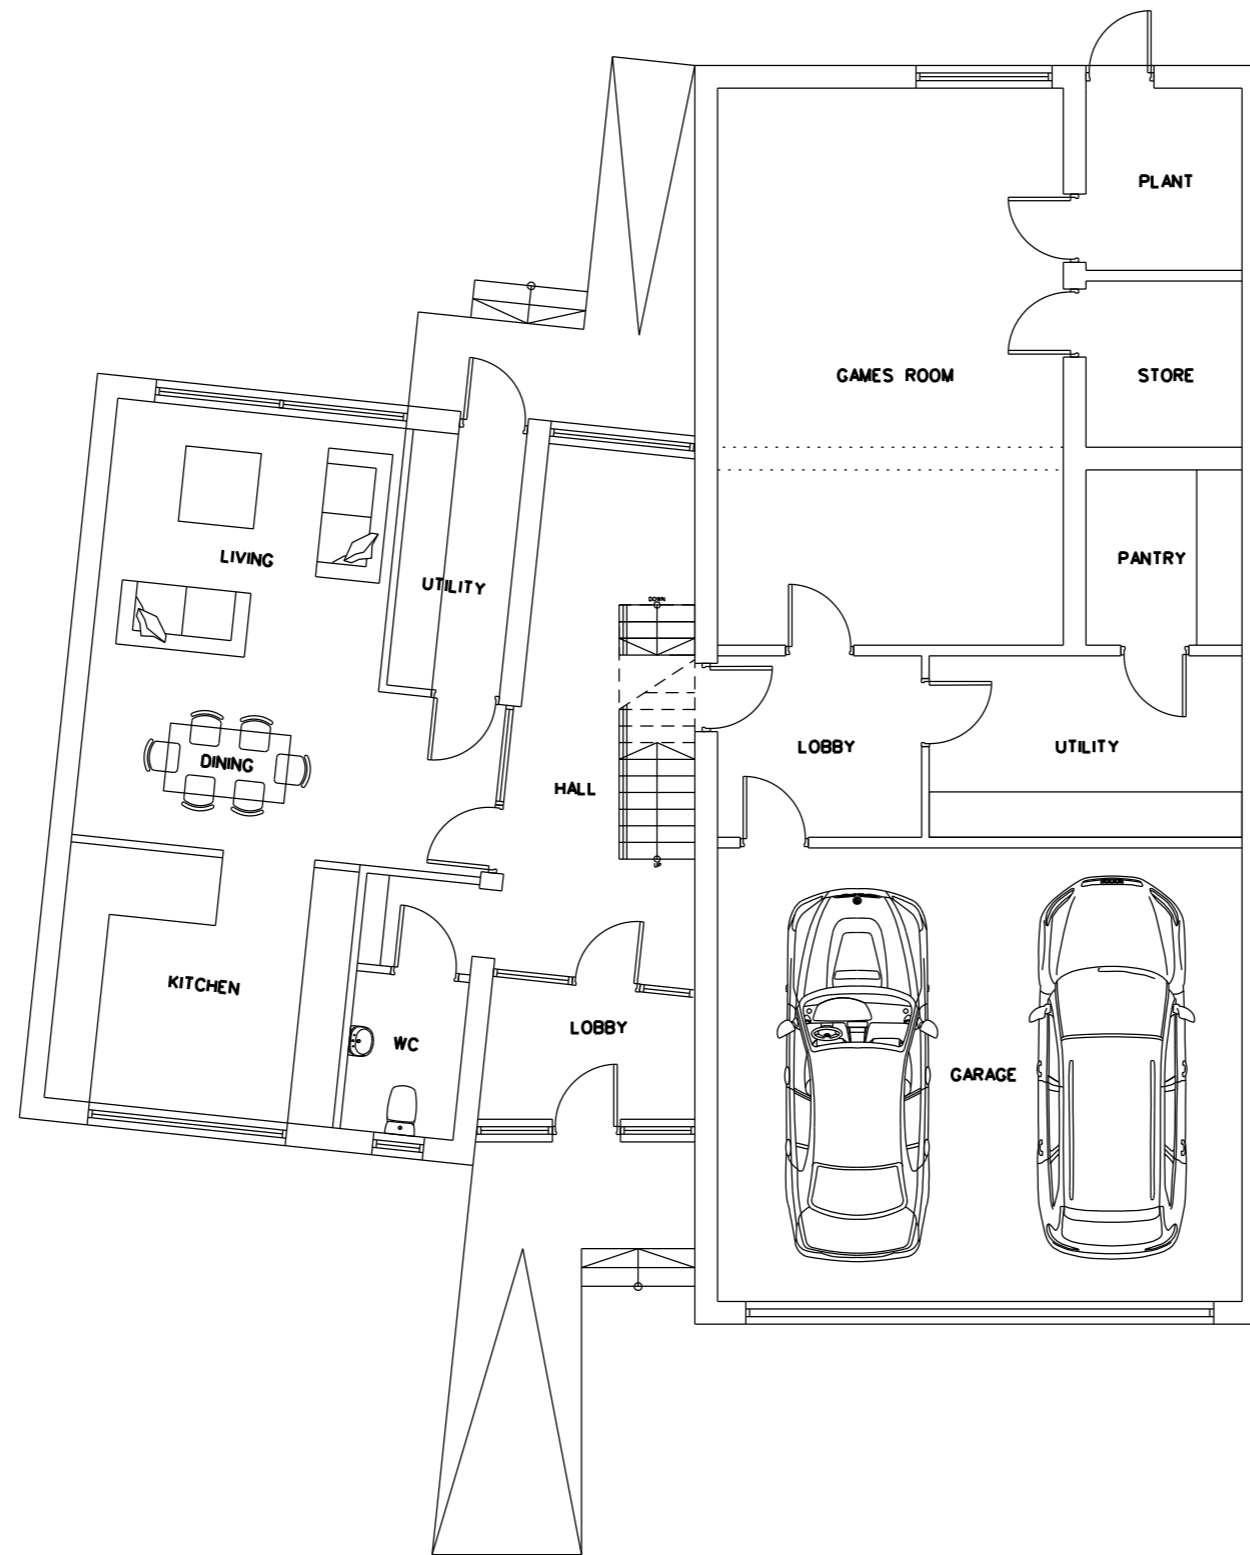 PLANT
GAMES ROOM
STORE
LIVING
UTILITY
PANTRY
DOWN
DINING
HALL
LOBBY
UTILITY
UP
KITCHEN
LOBBY
WC
GARAGE